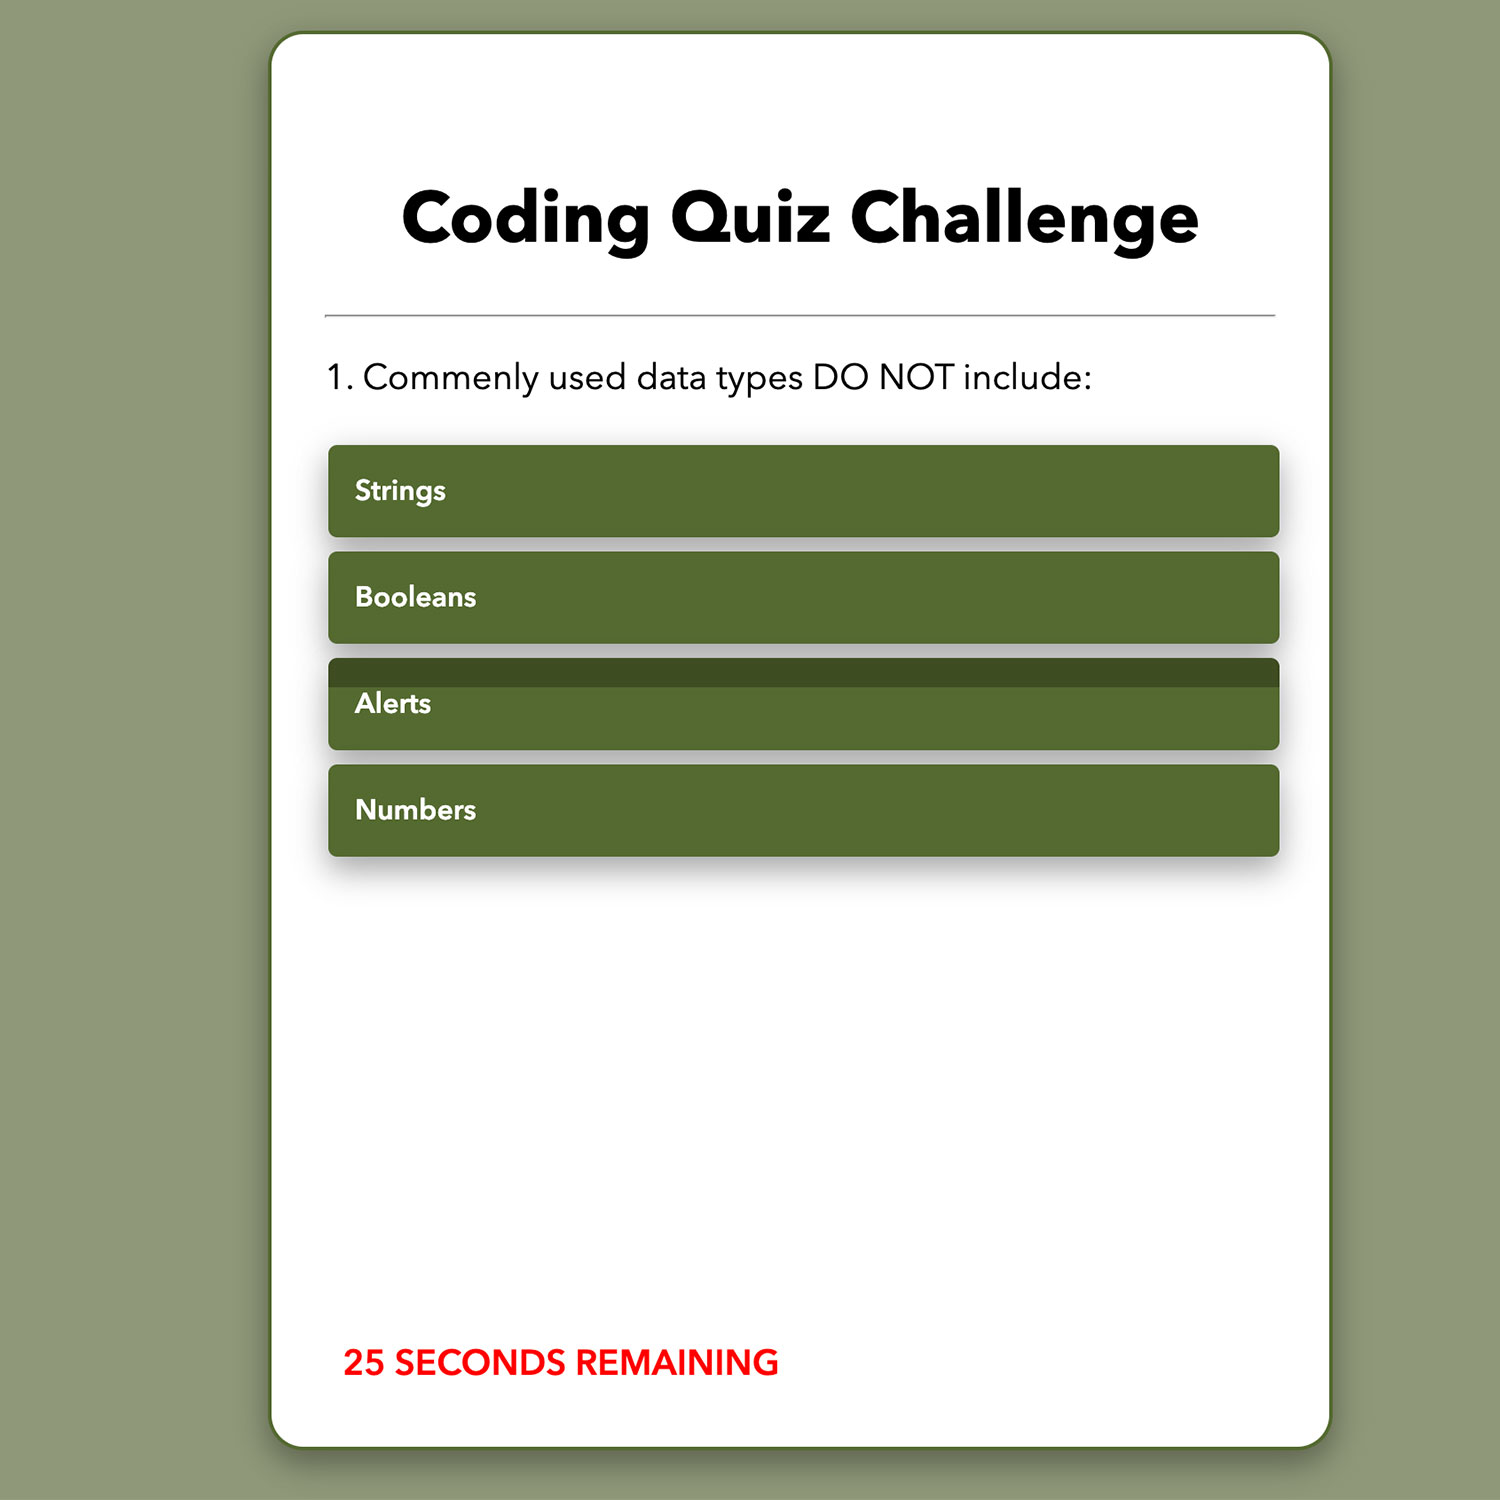 Coding Quiz Challenge
1. Commenly used data types DO NOT include:
Strings
Booleans
Alerts
Numbers
25 SECONDS REMAINING